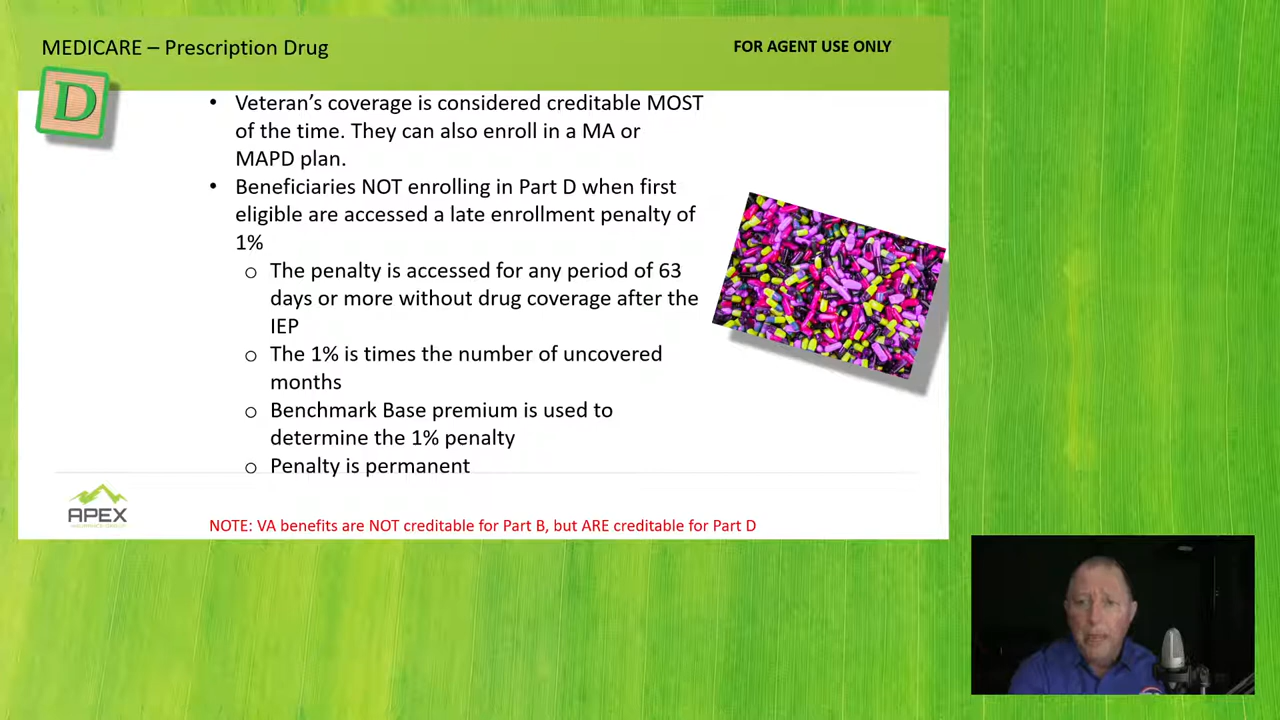 MEDICARE – Prescription Drug
FOR AGENT USE ONLY
D
• Veteran’s coverage is considered creditable MOST
of the time. They can also enroll in a MA or
MAPD plan.
• Beneficiaries NOT enrolling in Part D when first
eligible are accessed a late enrollment penalty of
1%
o The penalty is accessed for any period of 63
days or more without drug coverage after the
IEP
o The 1% is times the number of uncovered
months
o Benchmark Base premium is used to
determine the 1% penalty
o Penalty is permanent
APEX
NOTE: VA benefits are NOT creditable for Part B, but ARE creditable for Part D